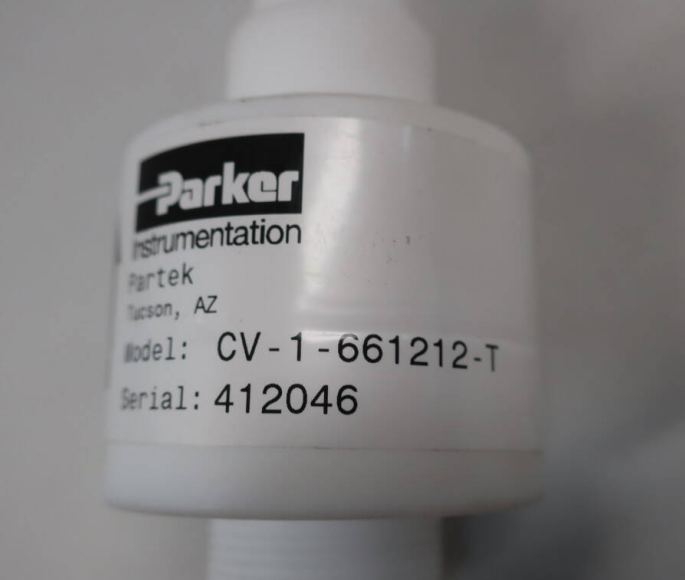 Parker
Instrumentation
Partek
Tucson, AZ
Model: CV-1-661212-T
Serial: 412046